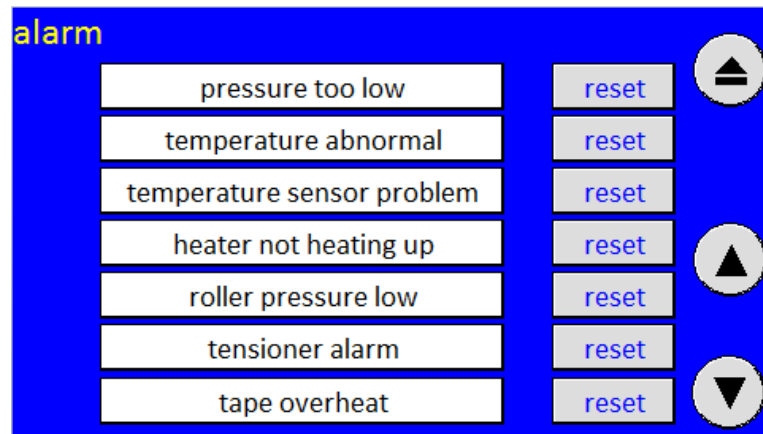 alarm
pressure too low reset
temperature abnormal reset
temperature sensor problem reset
heater not heating up reset
roller pressure low reset
tensioner alarm reset
tape overheat reset